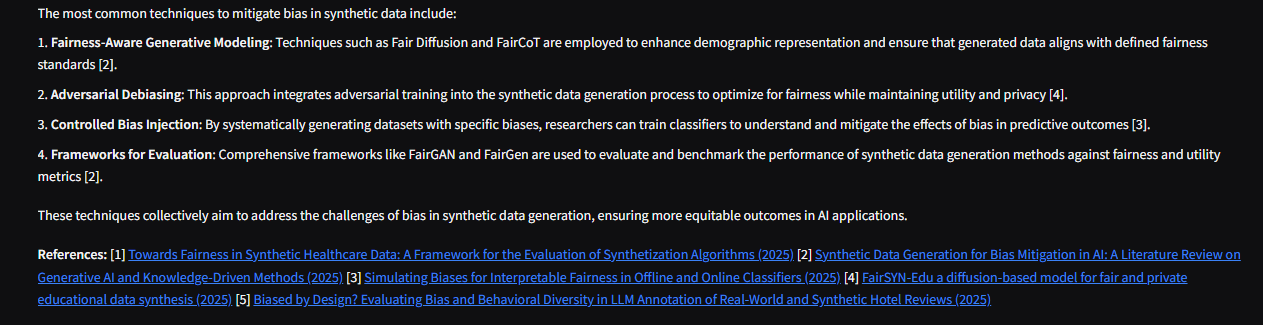 The most common techniques to mitigate bias in synthetic data include:
1. Fairness-Aware Generative Modeling: Techniques such as Fair Diffusion and FairCoT are employed to enhance demographic representation and ensure that generated data aligns with defined fairness
standards [2].
2. Adversarial Debiasing: This approach integrates adversarial training into the synthetic data generation process to optimize for fairness while maintaining utility and privacy [4].
3. Controlled Bias Injection: By systematically generating datasets with specific biases, researchers can train classifiers to understand and mitigate the effects of bias in predictive outcomes [3].
4. Frameworks for Evaluation: Comprehensive frameworks like FairGAN and FairGen are used to evaluate and benchmark the performance of synthetic data generation methods against fairness and utility
metrics [2].
These techniques collectively aim to address the challenges of bias in synthetic data generation, ensuring more equitable outcomes in AI applications.
References: [1] Towards Fairness in Synthetic Healthcare Data: A Framework for the Evaluation of Synthetization Algorithms (2025) [2] Synthetic Data Generation for Bias Mitigation in AI: A Literature Review on
Generative AI and Knowledge-Driven Methods (2025) [3] Simulating Biases for Interpretable Fairness in Offline and Online Classifiers (2025) [4] FairSYN-Edu a diffusion-based model for fair and private
educational data synthesis (2025) [5] Biased by Design? Evaluating Bias and Behavioral Diversity in LLM Annotation of Real-World and Synthetic Hotel Reviews (2025)